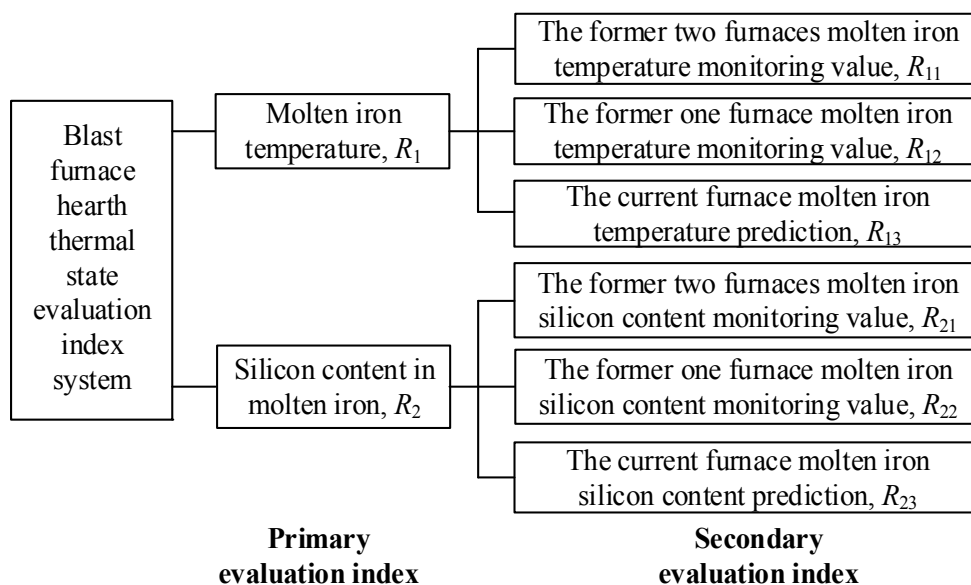 Blast
furnace
hearth
thermal
state
evaluation
index
system
Molten iron
temperature, R₁
Silicon content in
molten iron, R₂
The former two furnaces molten iron
temperature monitoring value, R₁₁
The former one furnace molten iron
temperature monitoring value, R₁₂
The current furnace molten iron
temperature prediction, R₁₃
The former two furnaces molten iron
silicon content monitoring value, R₂₁
The former one furnace molten iron
silicon content monitoring value, R₂₂
The current furnace molten iron
silicon content prediction, R₂₃
Primary
evaluation index
Secondary
evaluation index